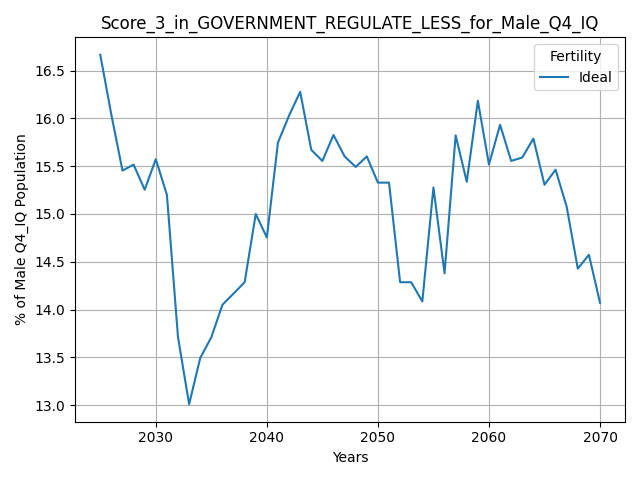 Score_3_in_GOVERNMENT_REGULATE_LESS_for_Male_Q4_IQ
Fertility
Ideal
% of Male Q4_IQ Population
16.5
16.0
15.5
15.0
14.5
14.0
13.5
13.0
2030 2040 2050 2060 2070
Years